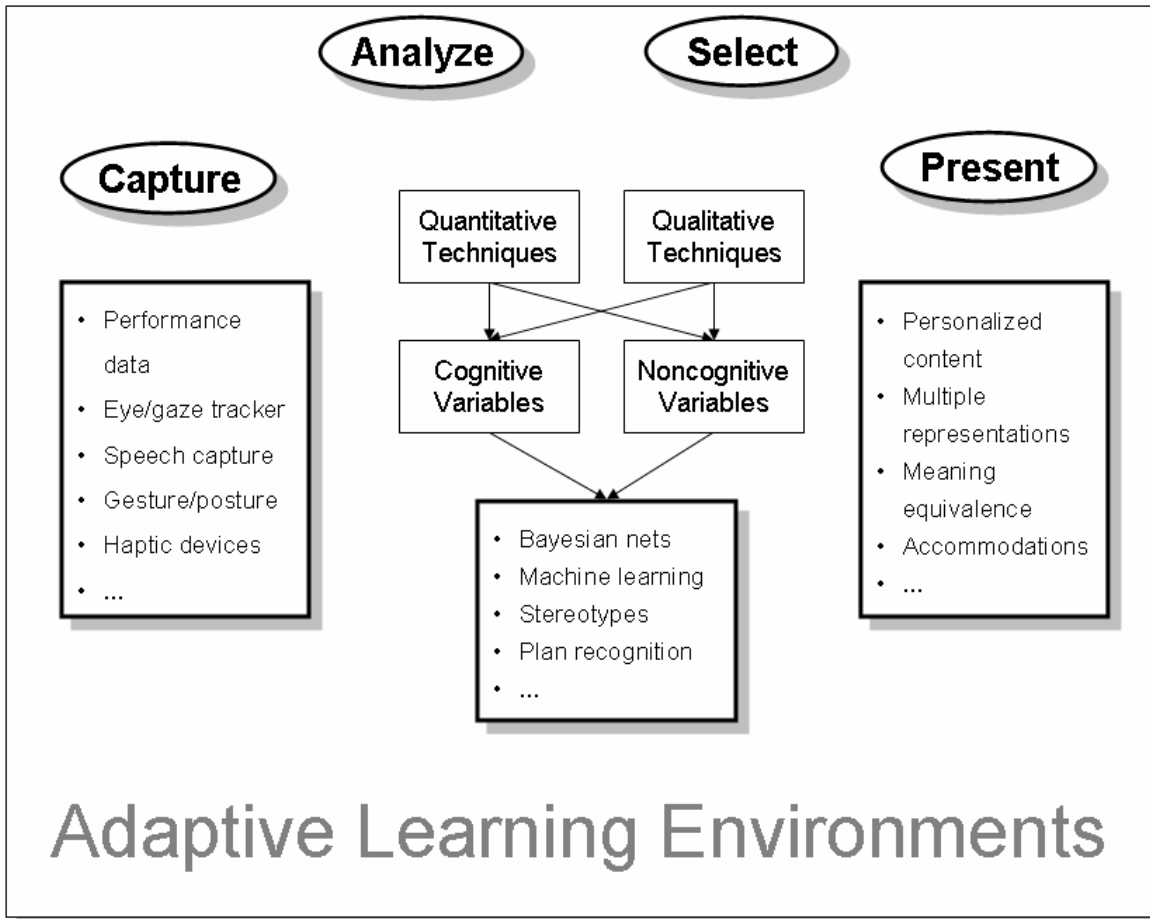 Analyze
Select
Capture
Present
Quantitative
Techniques
Qualitative
Techniques
Cognitive
Variables
Noncognitive
Variables
• Performance
data
• Eye/gaze tracker
• Speech capture
• Gesture/posture
• Haptic devices
• ...
• Bayesian nets
• Machine learning
• Stereotypes
• Plan recognition
• ...
• Personalized
content
• Multiple
representations
• Meaning
equivalence
• Accommodations
• ...
Adaptive Learning Environments